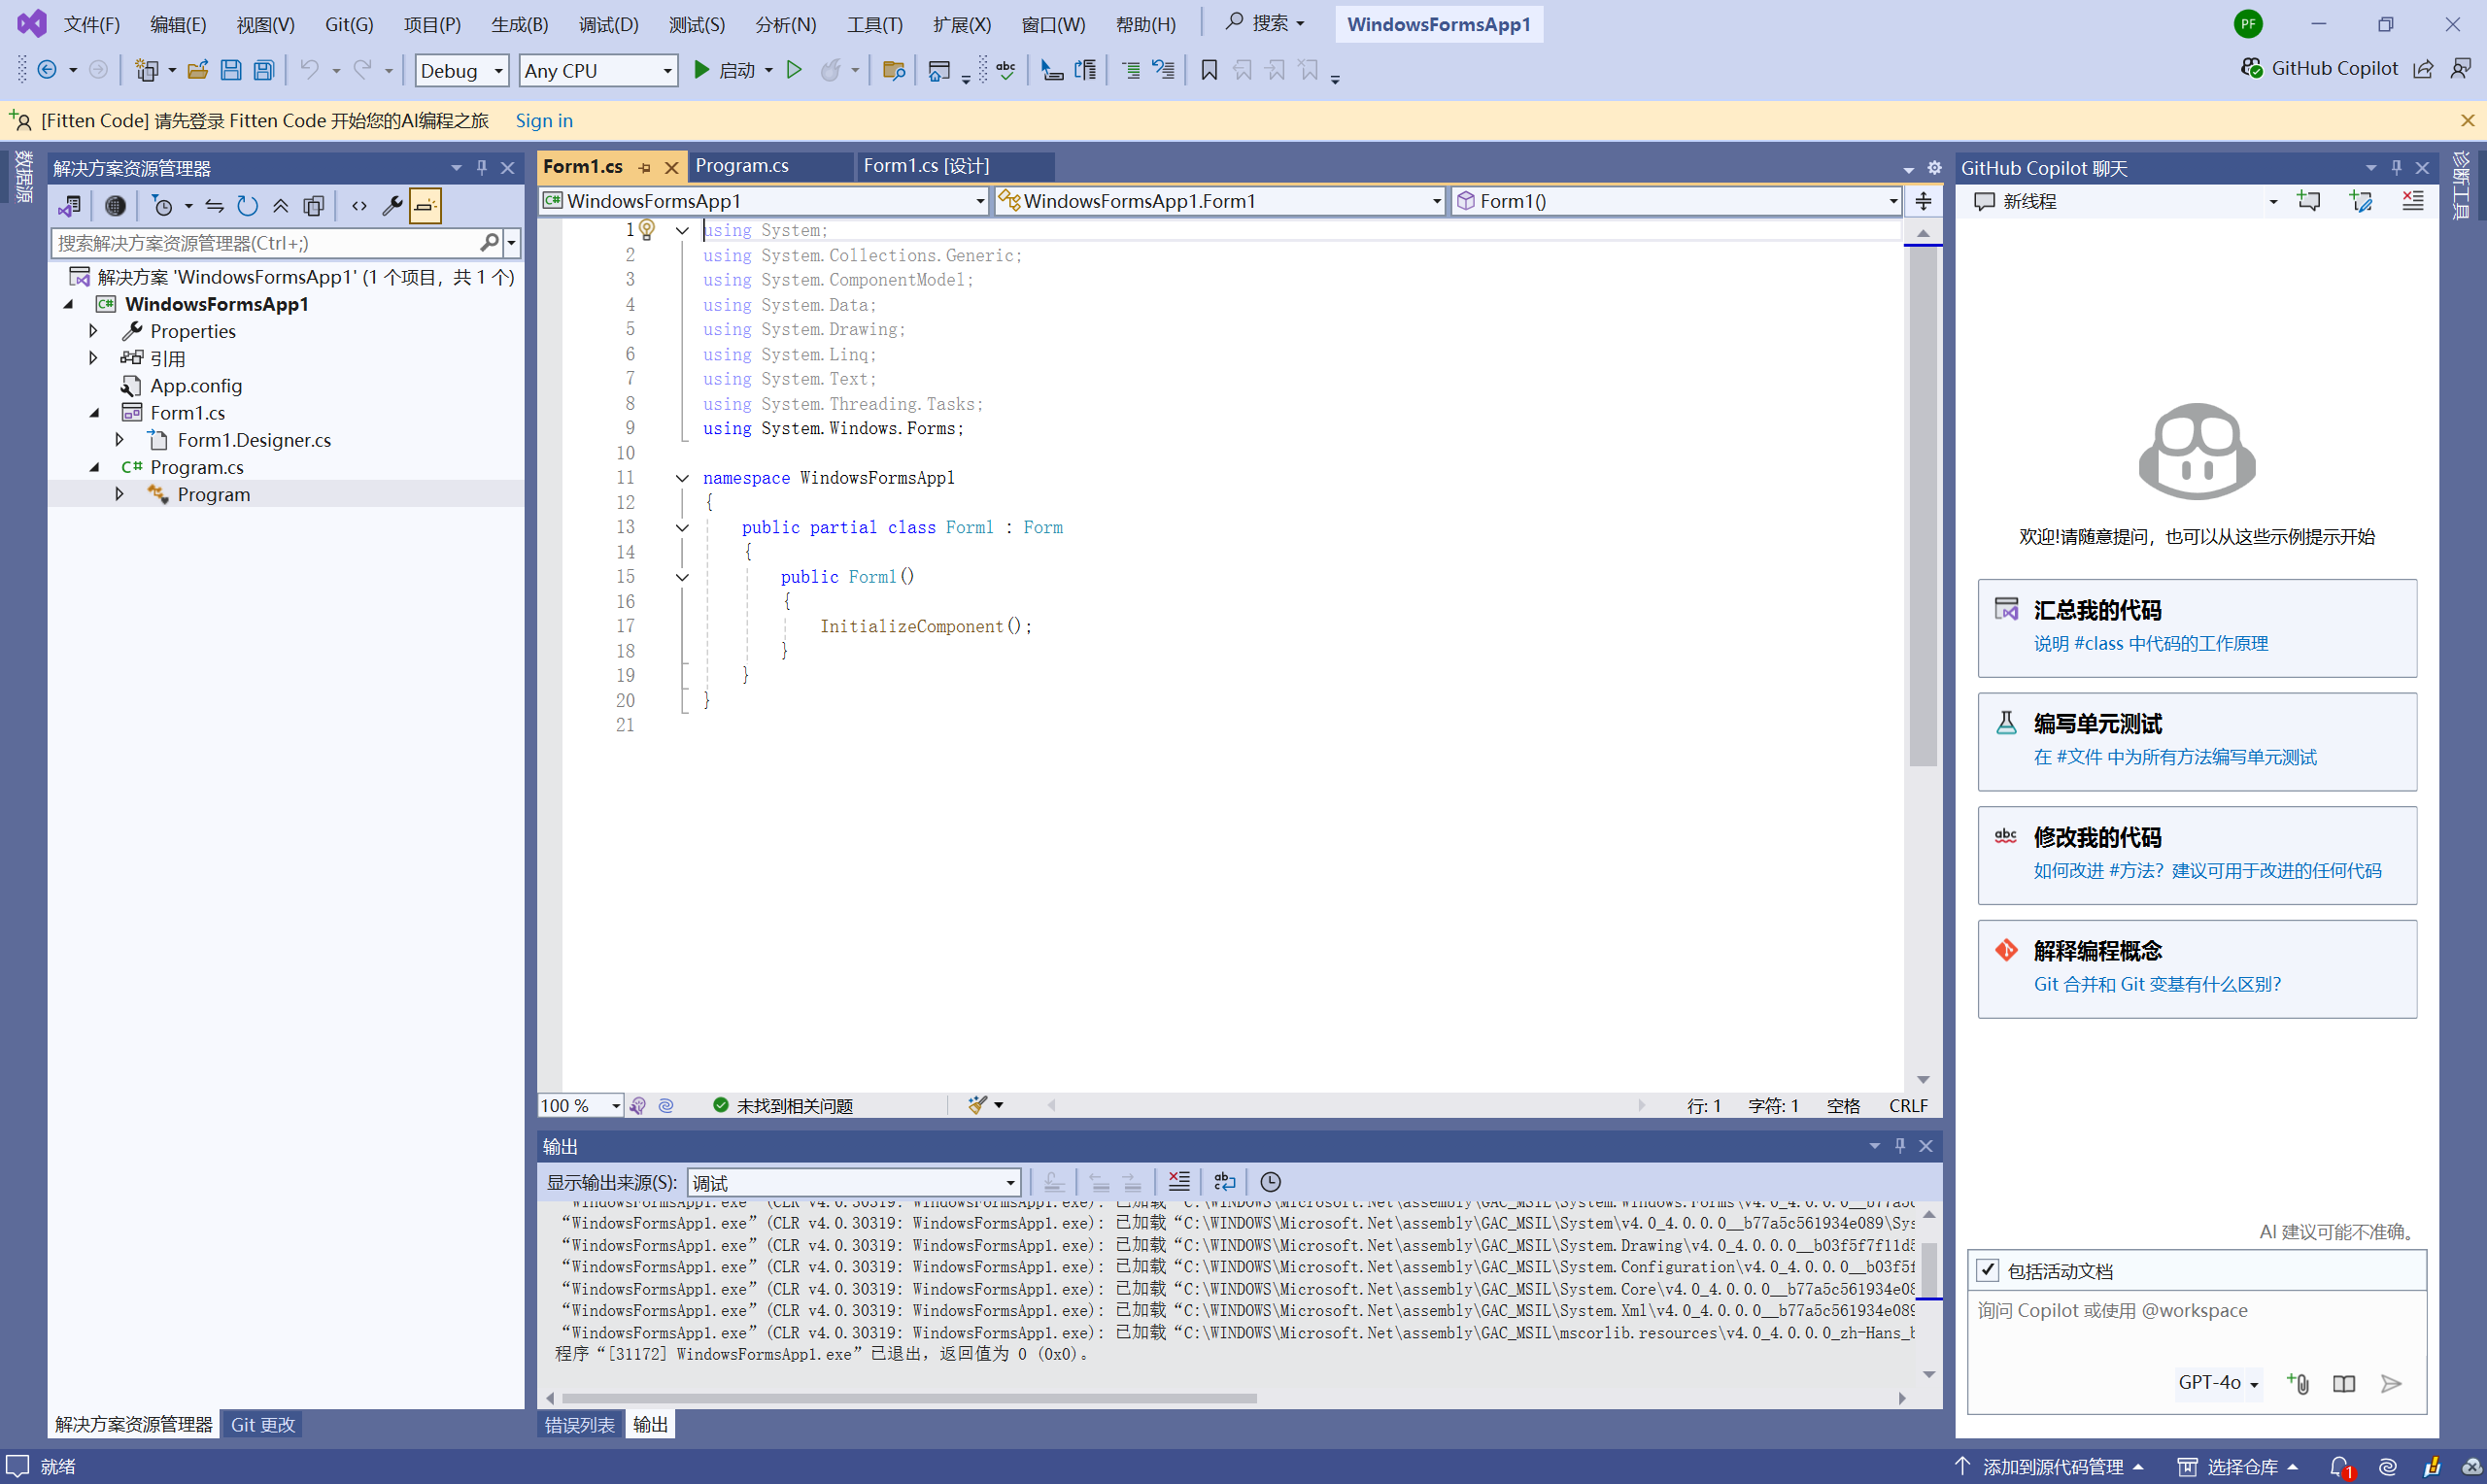 文件(F) 编辑(E) 视图(V) Git(G) 项目(P) 生成(B) 调试(D) 测试(S) 分析(N) 工具(T) 扩展(X) 窗口(W) 帮助(H) 搜索 WindowsFormsApp1 PF
Debug Any CPU 启动 abc GitHub Copilot
[Fitten Code] 请先登录 Fitten Code 开始您的AI编程之旅 Sign in
数据源
解决方案资源管理器
搜索解决方案资源管理器(Ctrl+;)
解决方案 'WindowsFormsApp1' (1 个项目，共 1 个)
C# WindowsFormsApp1
Properties
引用
App.config
Form1.cs
Form1.Designer.cs
C# Program.cs
Program
解决方案资源管理器 Git 更改
Form1.cs Program.cs Form1.cs [设计]
C# WindowsFormsApp1 WindowsFormsApp1.Form1 Form1()
1 using System;
2 using System.Collections.Generic;
3 using System.ComponentModel;
4 using System.Data;
5 using System.Drawing;
6 using System.Linq;
7 using System.Text;
8 using System.Threading.Tasks;
9 using System.Windows.Forms;
10
11 namespace WindowsFormsApp1
12 {
13 public partial class Form1 : Form
14 {
15 public Form1()
16 {
17 InitializeComponent();
18 }
19 }
20 }
21
100 % 未找到相关问题 行: 1 字符: 1 空格 CRLF
输出
显示输出来源(S): 调试
“WindowsFormsApp1.exe”(CLR v4.0.30319: WindowsFormsApp1.exe): 已加载“C:\WINDOWS\Microsoft.Net\assembly\GAC_MSIL\System.Windows.Forms\v4.0_4.0.0.0__b77a5c
“WindowsFormsApp1.exe”(CLR v4.0.30319: WindowsFormsApp1.exe): 已加载“C:\WINDOWS\Microsoft.Net\assembly\GAC_MSIL\System\v4.0_4.0.0.0__b77a5c561934e089\Sys
“WindowsFormsApp1.exe”(CLR v4.0.30319: WindowsFormsApp1.exe): 已加载“C:\WINDOWS\Microsoft.Net\assembly\GAC_MSIL\System.Drawing\v4.0_4.0.0.0__b03f5f7f11d5
“WindowsFormsApp1.exe”(CLR v4.0.30319: WindowsFormsApp1.exe): 已加载“C:\WINDOWS\Microsoft.Net\assembly\GAC_MSIL\System.Configuration\v4.0_4.0.0.0__b03f5f
“WindowsFormsApp1.exe”(CLR v4.0.30319: WindowsFormsApp1.exe): 已加载“C:\WINDOWS\Microsoft.Net\assembly\GAC_MSIL\System.Core\v4.0_4.0.0.0__b77a5c561934e08
“WindowsFormsApp1.exe”(CLR v4.0.30319: WindowsFormsApp1.exe): 已加载“C:\WINDOWS\Microsoft.Net\assembly\GAC_MSIL\System.Xml\v4.0_4.0.0.0__b77a5c561934e089
“WindowsFormsApp1.exe”(CLR v4.0.30319: WindowsFormsApp1.exe): 已加载“C:\WINDOWS\Microsoft.Net\assembly\GAC_MSIL\mscorlib.resources\v4.0_4.0.0.0_zh-Hans_b
程序“[31172] WindowsFormsApp1.exe”已退出，返回值为 0 (0x0)。
错误列表 输出
GitHub Copilot 聊天
新线程
欢迎!请随意提问，也可以从这些示例提示开始
汇总我的代码
说明 #class 中代码的工作原理
编写单元测试
在 #文件 中为所有方法编写单元测试
abc 修改我的代码
如何改进 #方法？建议可用于改进的任何代码
解释编程概念
Git 合并和 Git 变基有什么区别?
AI 建议可能不准确。
包括活动文档
询问 Copilot 或使用 @workspace
GPT-4o
诊断工具
就绪 添加到源代码管理 选择仓库 1